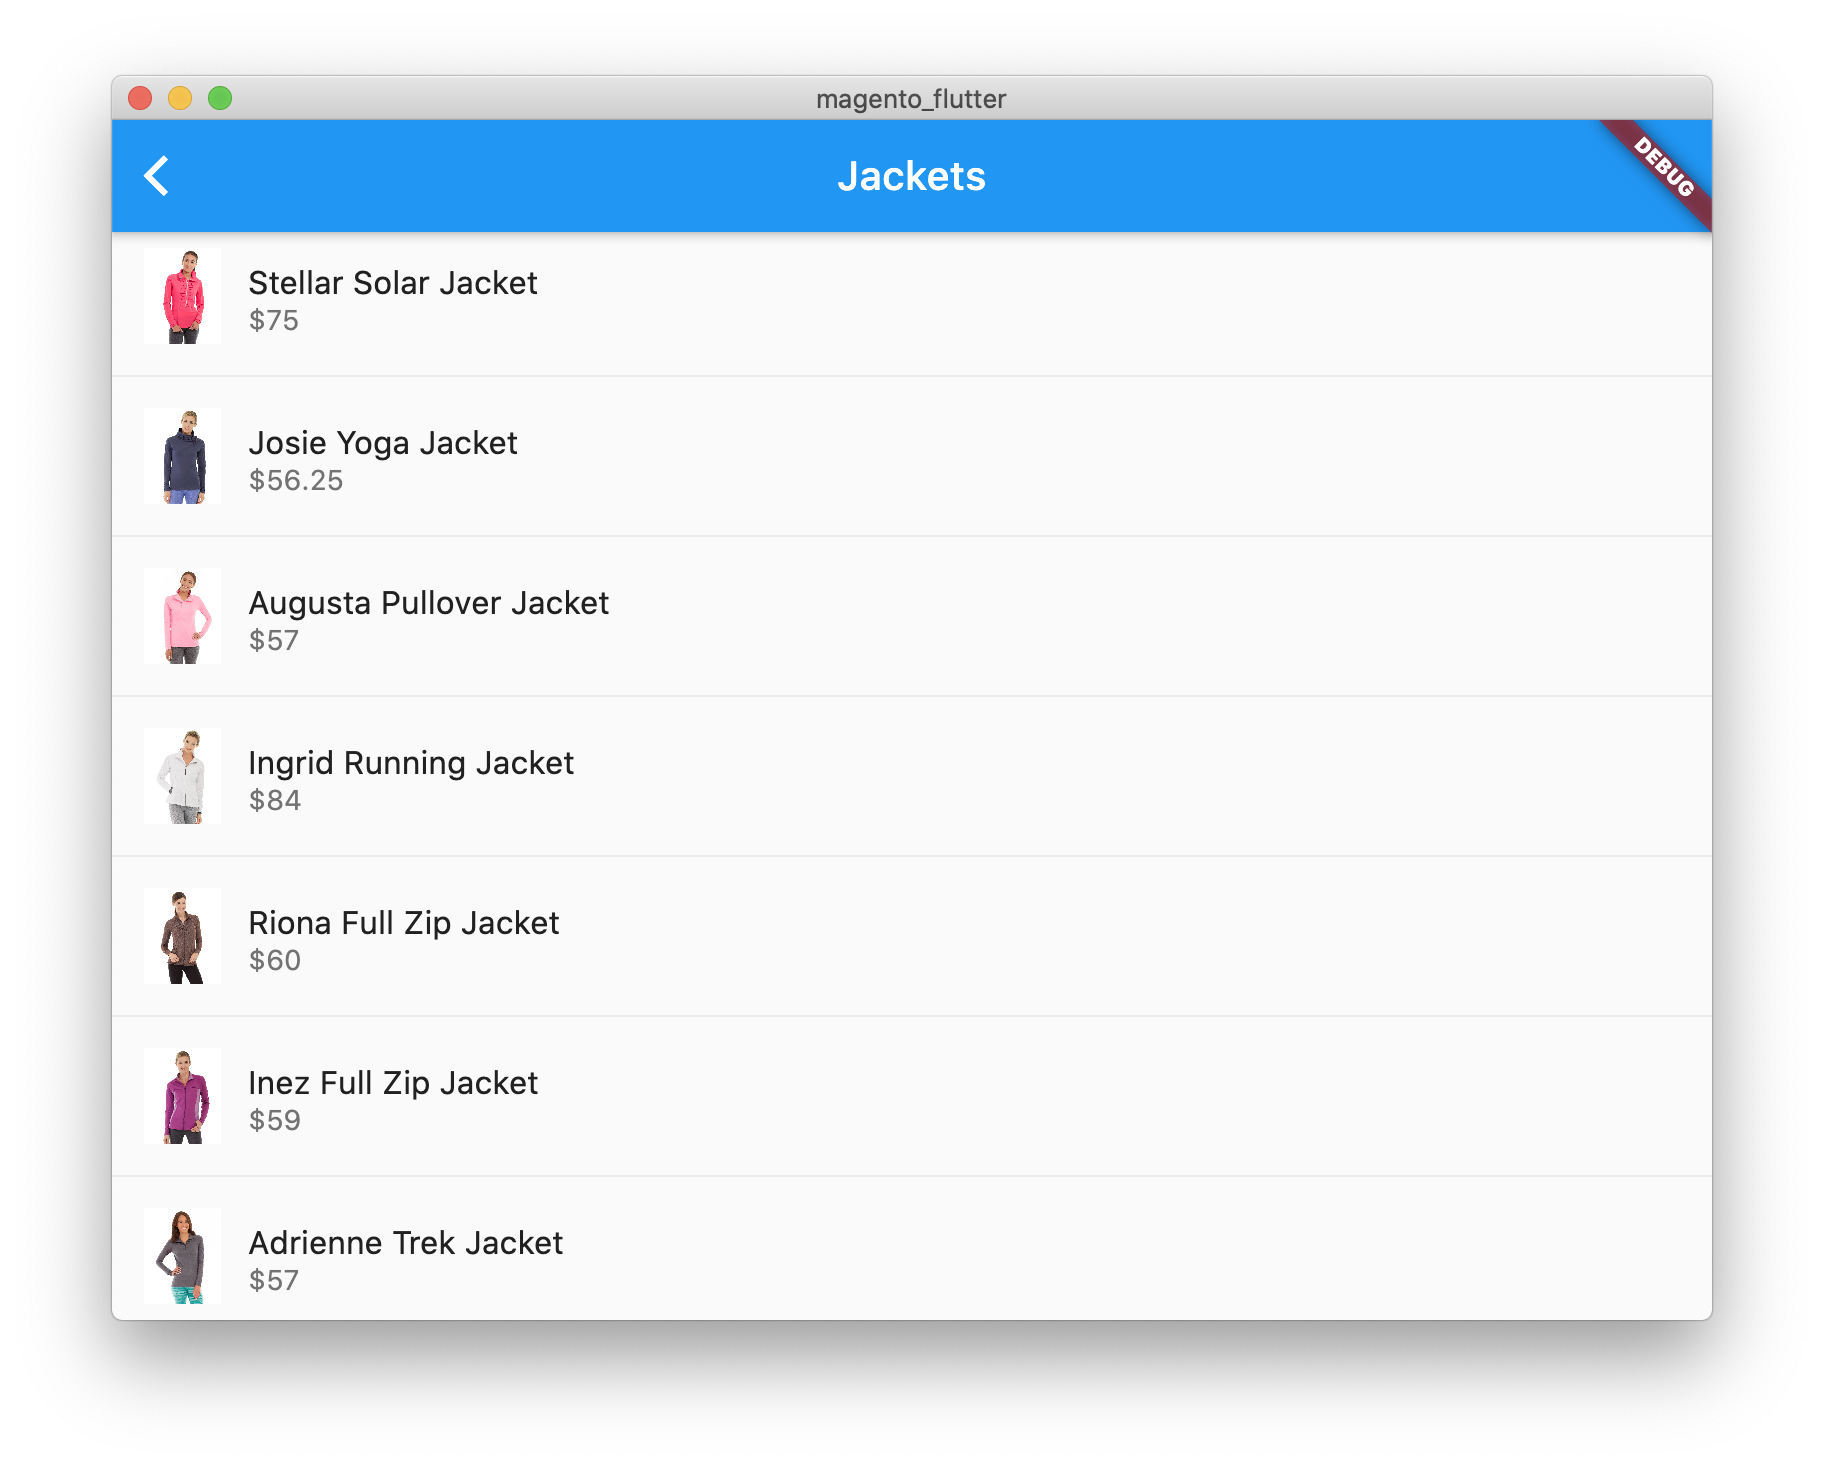 magento_flutter
Jackets
DEBUG
Stellar Solar Jacket
$75
Josie Yoga Jacket
$56.25
Augusta Pullover Jacket
$57
Ingrid Running Jacket
$84
Riona Full Zip Jacket
$60
Inez Full Zip Jacket
$59
Adrienne Trek Jacket
$57